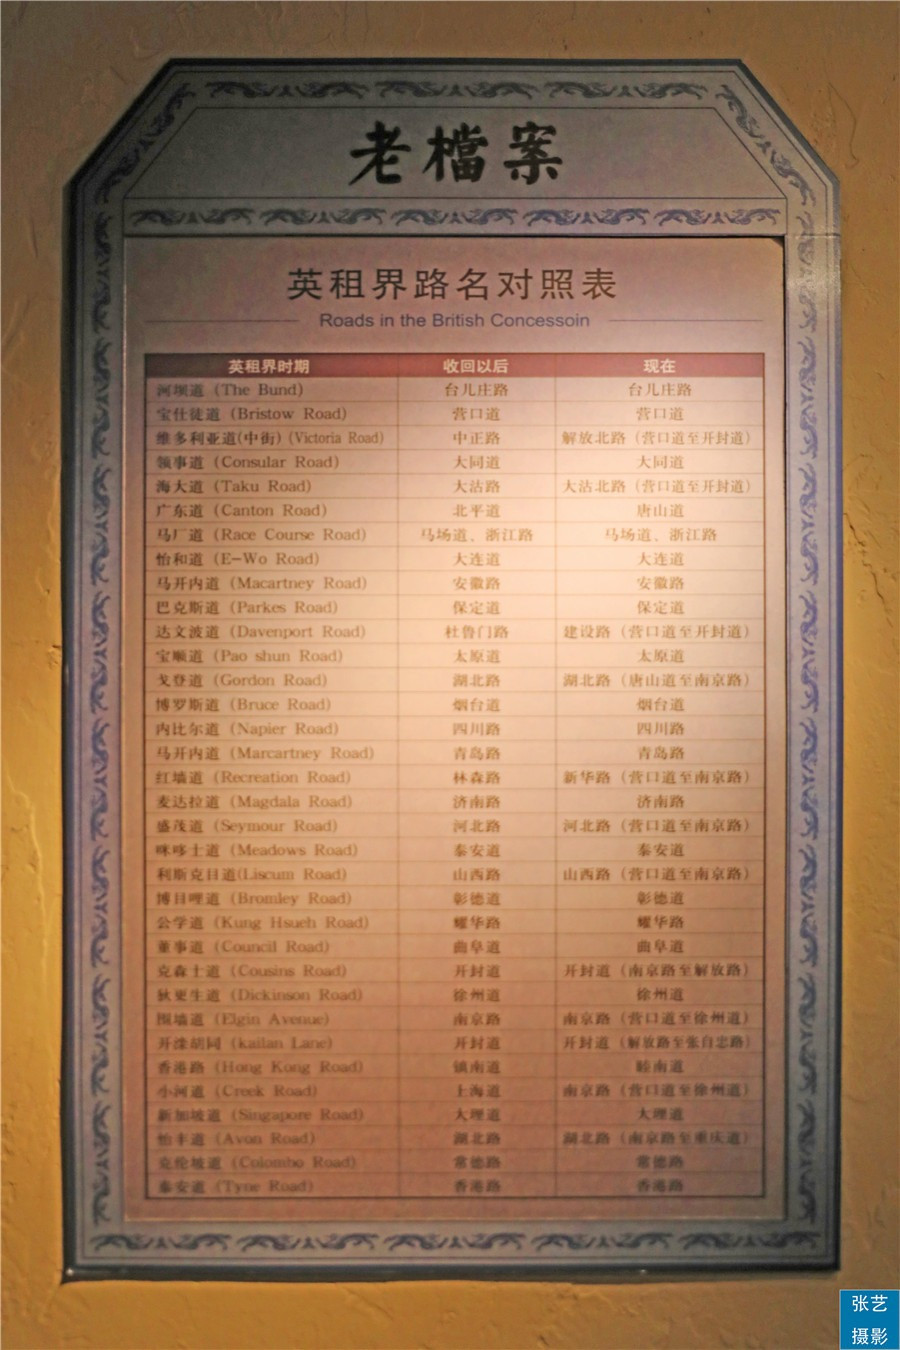 老檔案
英租界路名对照表
Roads in the British Concessoin
英租界时期 收回以后 现在
河坝道 (The Bund) 台儿庄路 台儿庄路
宝仕徒道 (Bristow Road) 营口道 营口道
维多利亚道(中街) (Victoria Road) 中正路 解放北路 (营口道至开封道)
领事道 (Consular Road) 大同道 大同道
海大道 (Taku Road) 大沽路 大沽北路 (营口道至开封道)
广东道 (Canton Road) 北平道 唐山道
马厂道 (Race Course Road) 马场道、浙江路 马场道、浙江路
怡和道 (E-Wo Road) 大连道 大连道
马开内道 (Macartney Road) 安徽路 安徽路
巴克斯道 (Parkes Road) 保定道 保定道
达文波道 (Davenport Road) 杜鲁门路 建设路 (营口道至开封道)
宝顺道 (Pao shun Road) 太原道 太原道
戈登道 (Gordon Road) 湖北路 湖北路 (唐山道至南京路)
博罗斯道 (Bruce Road) 烟台道 烟台道
内比尔道 (Napier Road) 四川路 四川路
马开内道 (Marcartney Road) 青岛路 青岛路
红墙道 (Recreation Road) 林森路 新华路 (营口道至南京路)
麦达拉道 (Magdala Road) 济南路 济南路
盛茂道 (Seymour Road) 河北路 河北路 (营口道至南京路)
咪哆士道 (Meadows Road) 泰安道 泰安道
利斯克目道(Liscum Road) 山西路 山西路 (营口道至南京路)
博目哩道 (Bromley Road) 彰德道 彰德道
公学道 (Kung Hsueh Road) 耀华路 耀华路
董事道 (Council Road) 曲阜道 曲阜道
克森士道 (Cousins Road) 开封道 开封道 (南京路至解放路)
狄更生道 (Dickinson Road) 徐州道 徐州道
围墙道 (Elgin Avenue) 南京路 南京路 (营口道至徐州道)
开滦胡同 (kailan Lane) 开封道 开封道 (解放路至张自忠路)
香港路 (Hong Kong Road) 镇南道 睦南道
小河道 (Creek Road) 上海道 南京路 (营口道至徐州道)
新加坡道 (Singapore Road) 大理道 大理道
怡丰道 (Avon Road) 湖北路 湖北路 (南京路至重庆道)
克伦坡道 (Colombo Road) 常德路 常德路
泰安道 (Tyne Road) 香港路 香港路
张艺
摄影